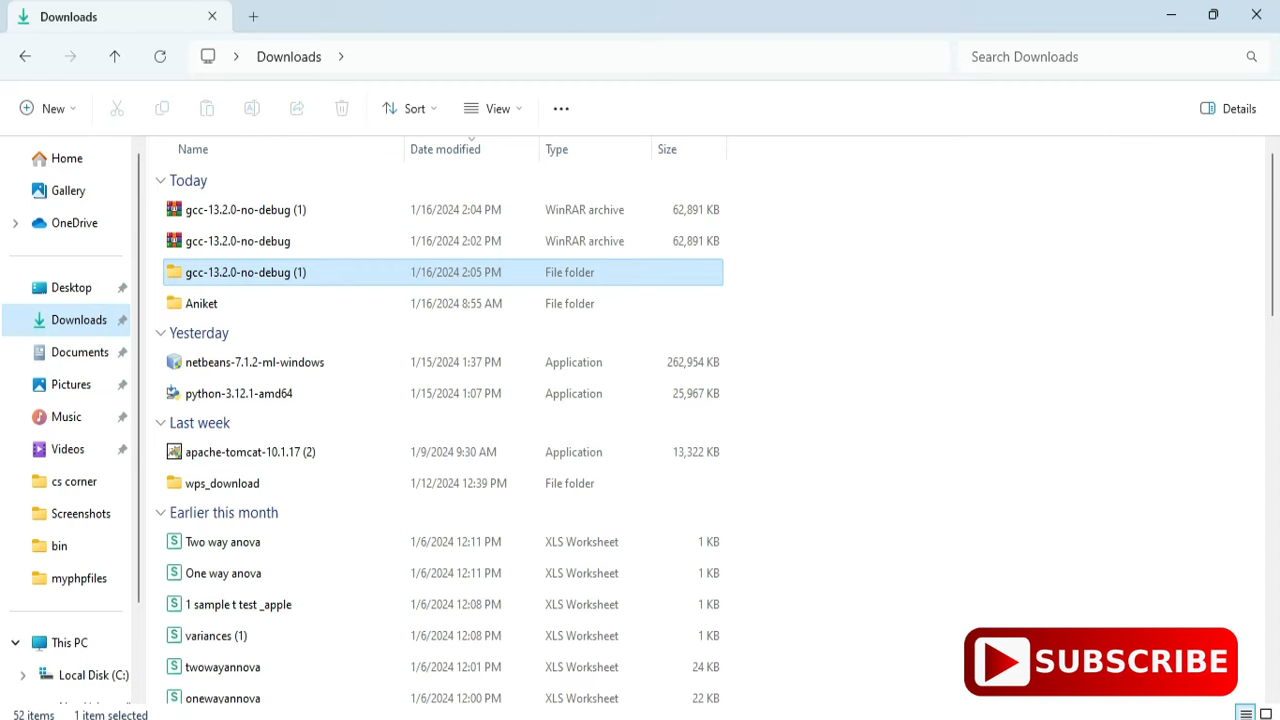 Downloads
Downloads
Search Downloads
New
Sort
View
Details
Name Date modified Type Size
Home
Gallery
OneDrive
Desktop
Downloads
Documents
Pictures
Music
Videos
cs corner
Screenshots
bin
myphpfiles
This PC
Local Disk (C:)
Today
gcc-13.2.0-no-debug (1) 1/16/2024 2:04 PM WinRAR archive 62,891 KB
gcc-13.2.0-no-debug 1/16/2024 2:02 PM WinRAR archive 62,891 KB
gcc-13.2.0-no-debug (1) 1/16/2024 2:05 PM File folder
Aniket 1/16/2024 8:55 AM File folder
Yesterday
netbeans-7.1.2-ml-windows 1/15/2024 1:37 PM Application 262,954 KB
python-3.12.1-amd64 1/15/2024 1:07 PM Application 25,967 KB
Last week
apache-tomcat-10.1.17 (2) 1/9/2024 9:30 AM Application 13,322 KB
wps_download 1/12/2024 12:39 PM File folder
Earlier this month
Two way anova 1/6/2024 12:11 PM XLS Worksheet 1 KB
One way anova 1/6/2024 12:11 PM XLS Worksheet 1 KB
1 sample t test _apple 1/6/2024 12:08 PM XLS Worksheet 1 KB
variances (1) 1/6/2024 12:08 PM XLS Worksheet 1 KB
twowayannova 1/6/2024 12:01 PM XLS Worksheet 24 KB
onewayannova 1/6/2024 12:00 PM XLS Worksheet 22 KB
SUBSCRIBE
52 items 1 item selected